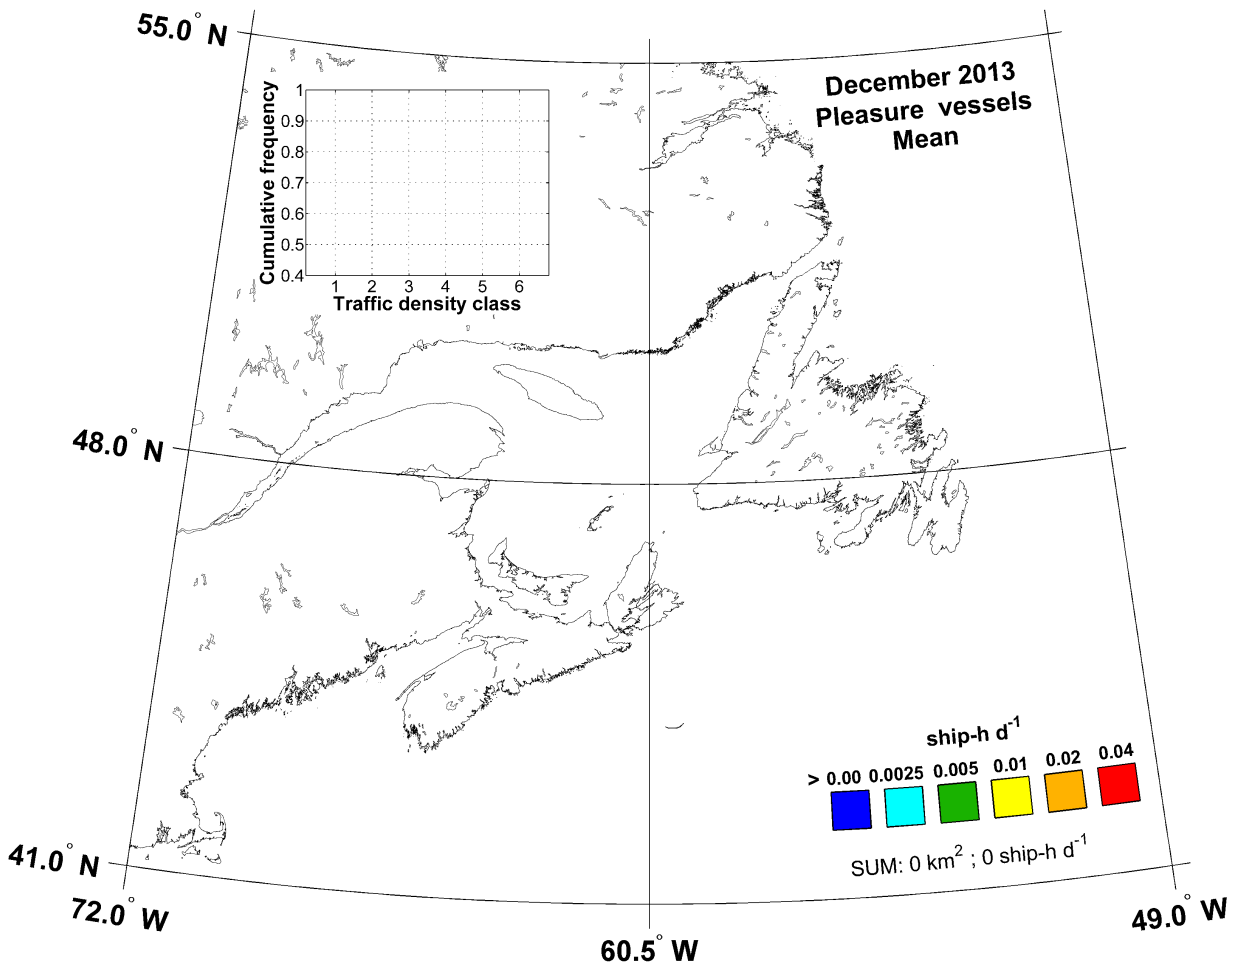 55.0° N
December 2013
Pleasure vessels
Mean
Cumulative frequency
1
0.9
0.8
0.7
0.6
0.5
0.4
1 2 3 4 5 6
Traffic density class
48.0° N
ship-h d⁻¹
> 0.00 0.0025 0.005 0.01 0.02 0.04
SUM: 0 km² ; 0 ship-h d⁻¹
41.0° N
72.0° W
60.5° W
49.0° W